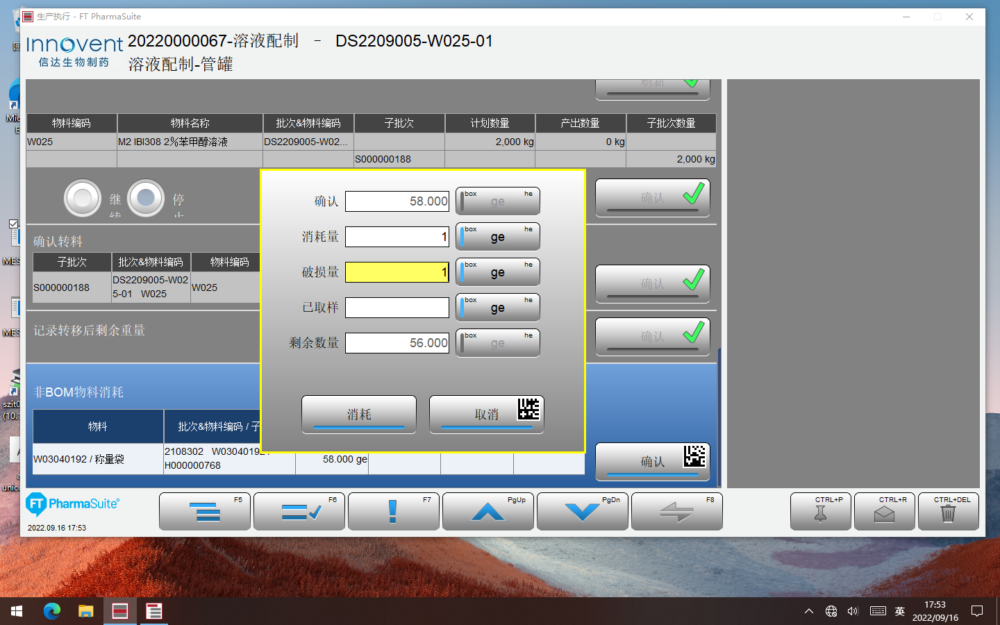 生产执行 - FT PharmaSuite
Innovent
信达生物制药
20220000067-溶液配制 - DS2209005-W025-01
溶液配制-管罐
物料编码 物料名称 批次&物料编码 子批次 计划数量 产出数量 子批次数量
W025 M2 IBI308 2%苯甲醇溶液 DS2209005-W02... 2,000 kg 0 kg
S000000188 2,000 kg
继续 停止
确认
确认转料
子批次 批次&物料编码 物料编码
S000000188 DS2209005-W02
5-01 W025 W025
确认
记录转移后剩余重量
确认
非BOM物料消耗
物料 批次&物料编码 / 子
W03040192 / 称量袋 2108302 W03040192 /
H000000768 58.000 ge
确认
确认 58.000 box ge he
消耗量 1 box ge he
破损量 1 box ge he
已取样 box ge he
剩余数量 56.000 box ge he
消耗 取消
FT PharmaSuite
2022.09.16 17:53
F5 F6 F7 PgUp PgDn F8 CTRL+P CTRL+R CTRL+DEL
MES
MES
szit0
(10.
unico
英
17:53
2022/09/16